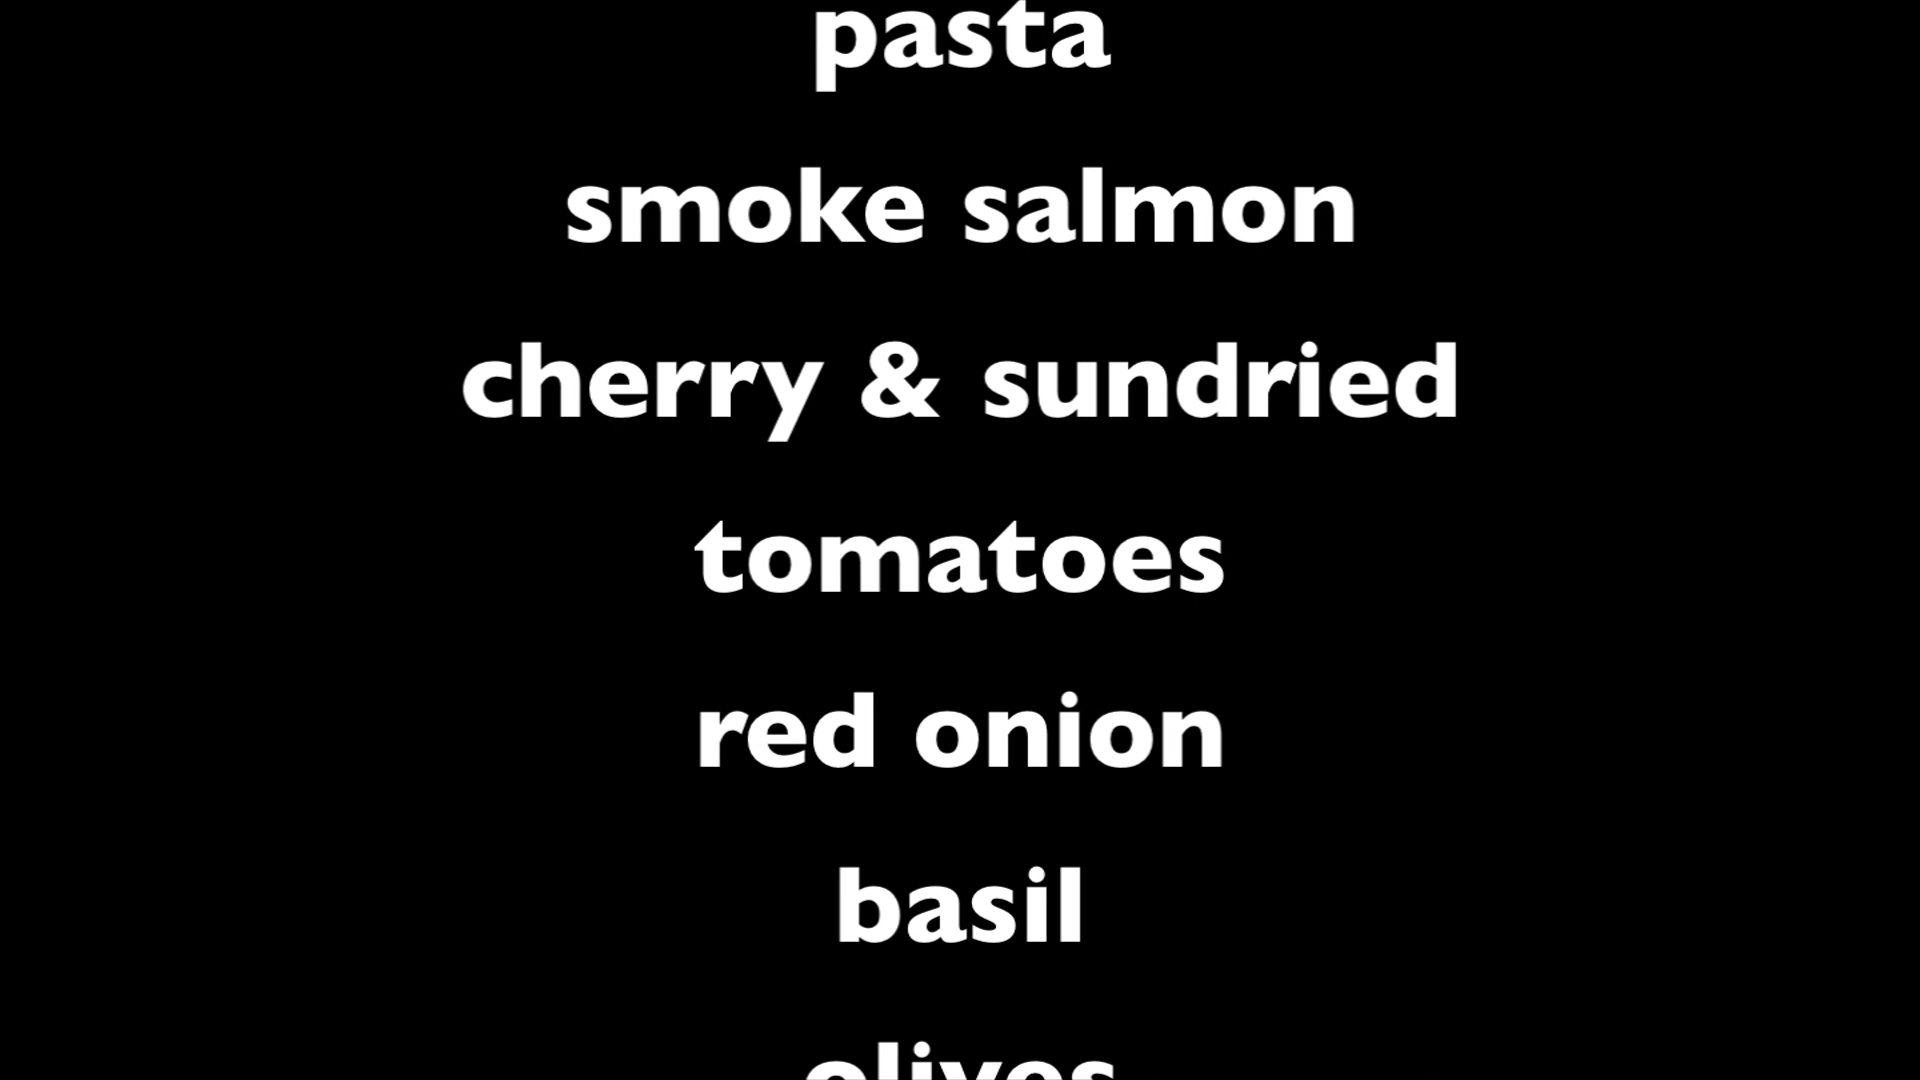 pasta
smoke salmon
cherry & sundried
tomatoes
red onion
basil
olives